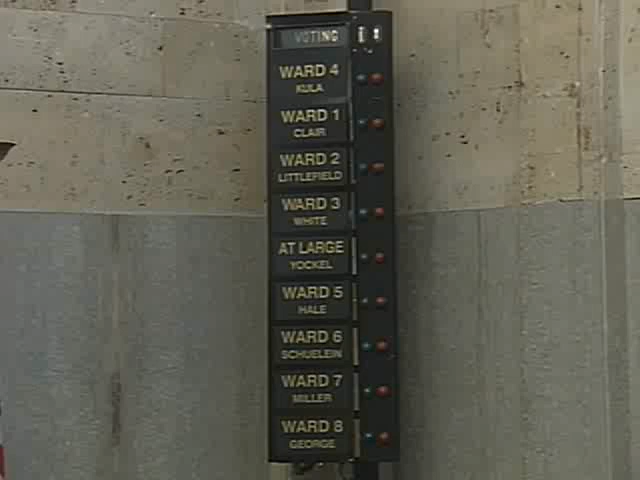 VOTING
WARD 4
KULA
WARD 1
CLAIR
WARD 2
LITTLEFIELD
WARD 3
WHITE
AT LARGE
YOCKEL
WARD 5
HALE
WARD 6
SCHUELEIN
WARD 7
MILLER
WARD 8
GEORGE